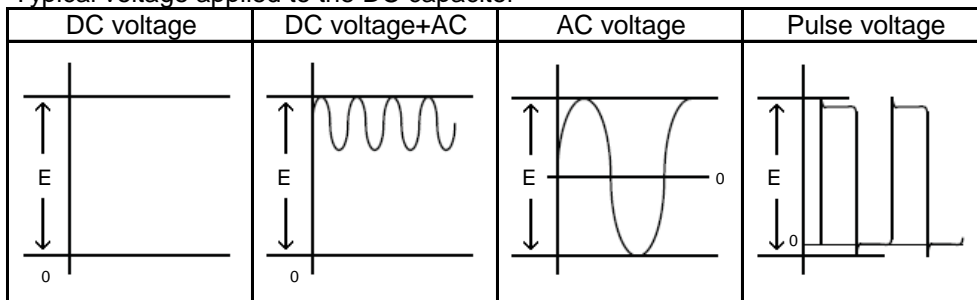 Typical voltage applied to the DC capacitor
DC voltage DC voltage+AC AC voltage Pulse voltage
E E E 0 E
0
0 0